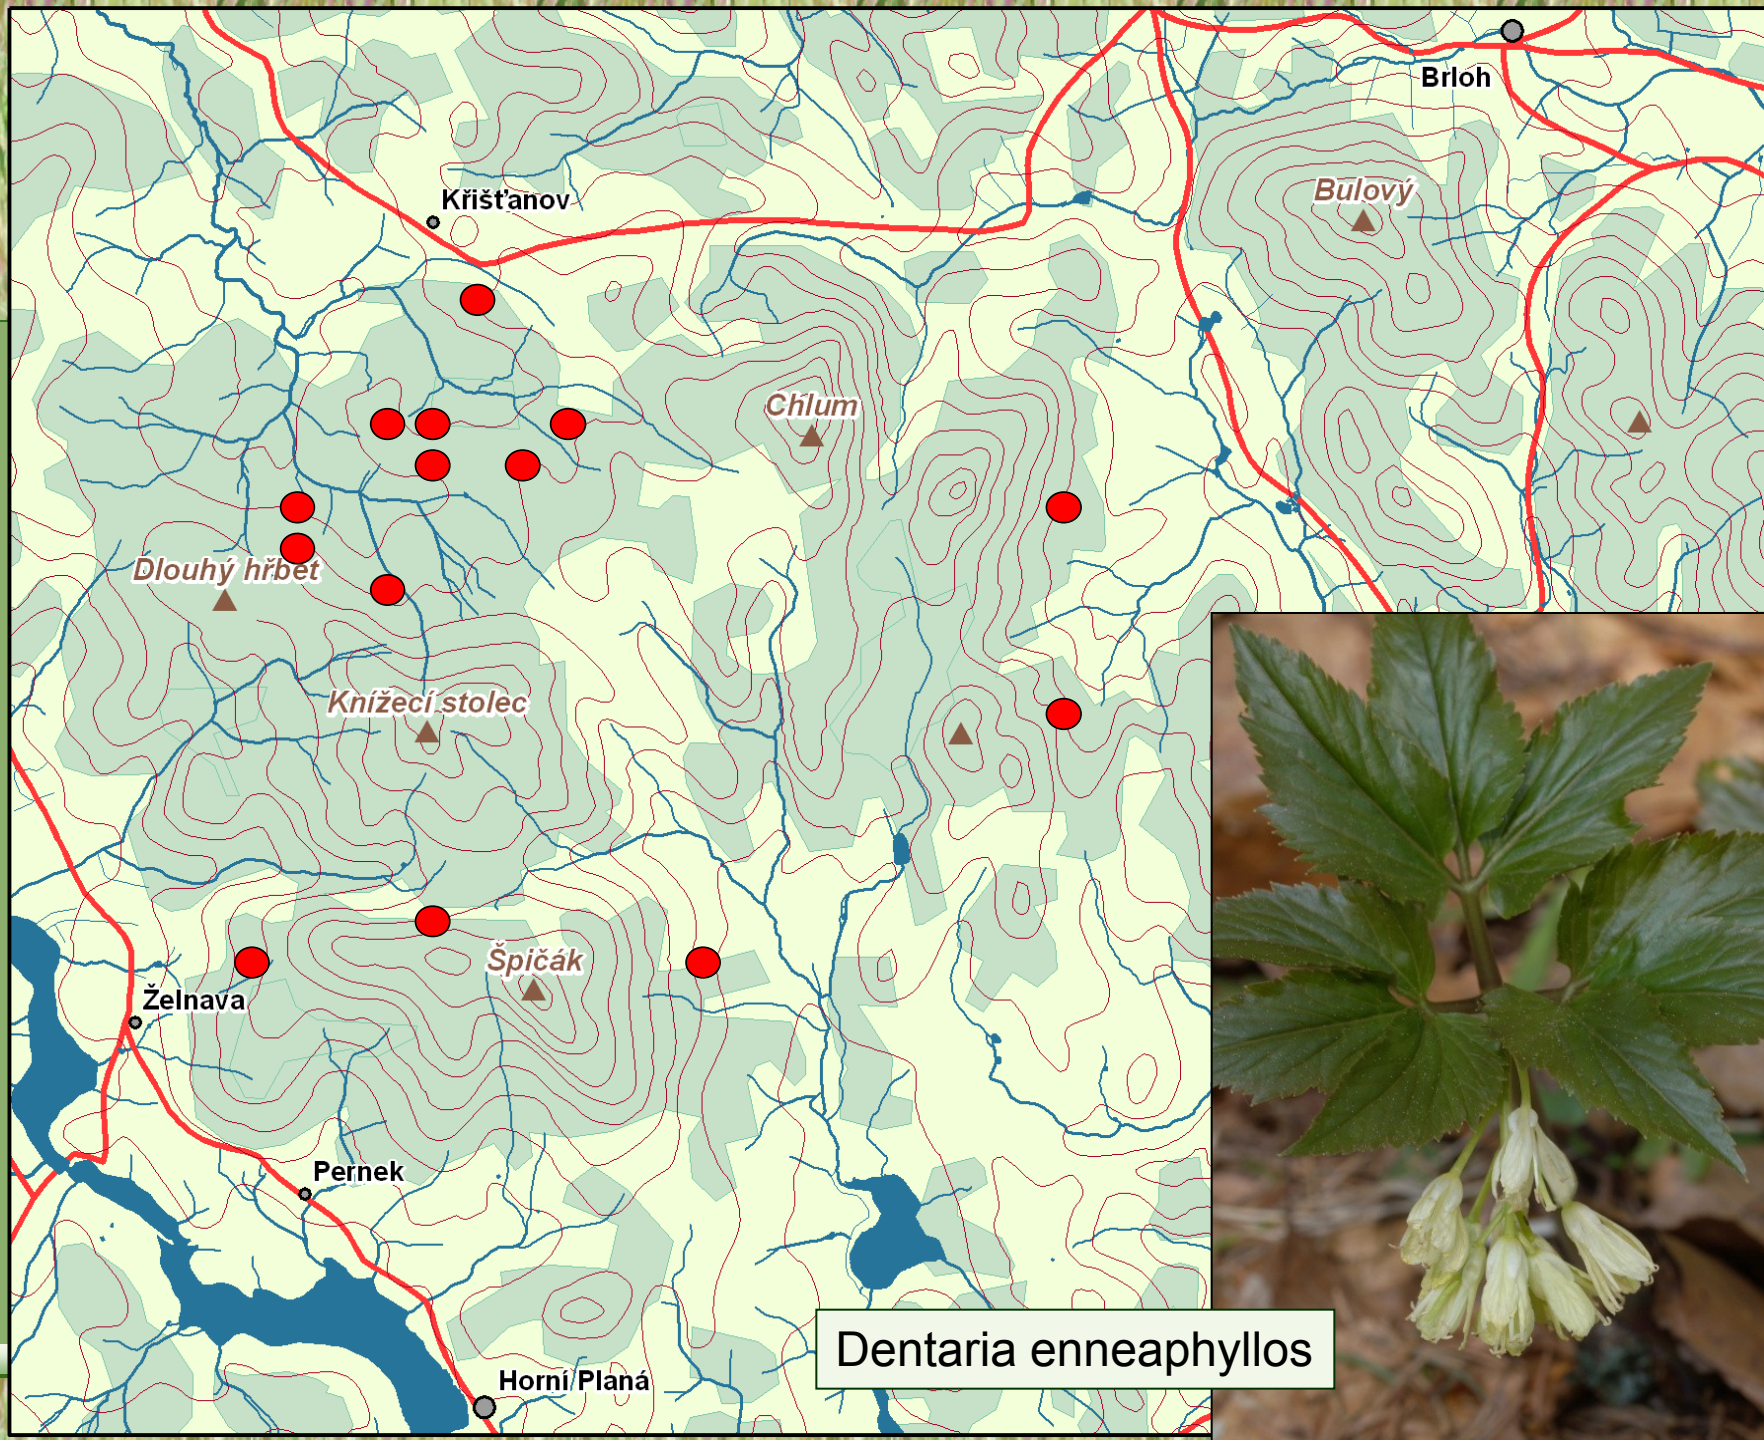 Brloh
Bulový
Křišťanov
Chlum
Dlouhý hřbet
Knížecí stolec
Špičák
Želnava
Pernek
Dentaria enneaphyllos
Horní Planá